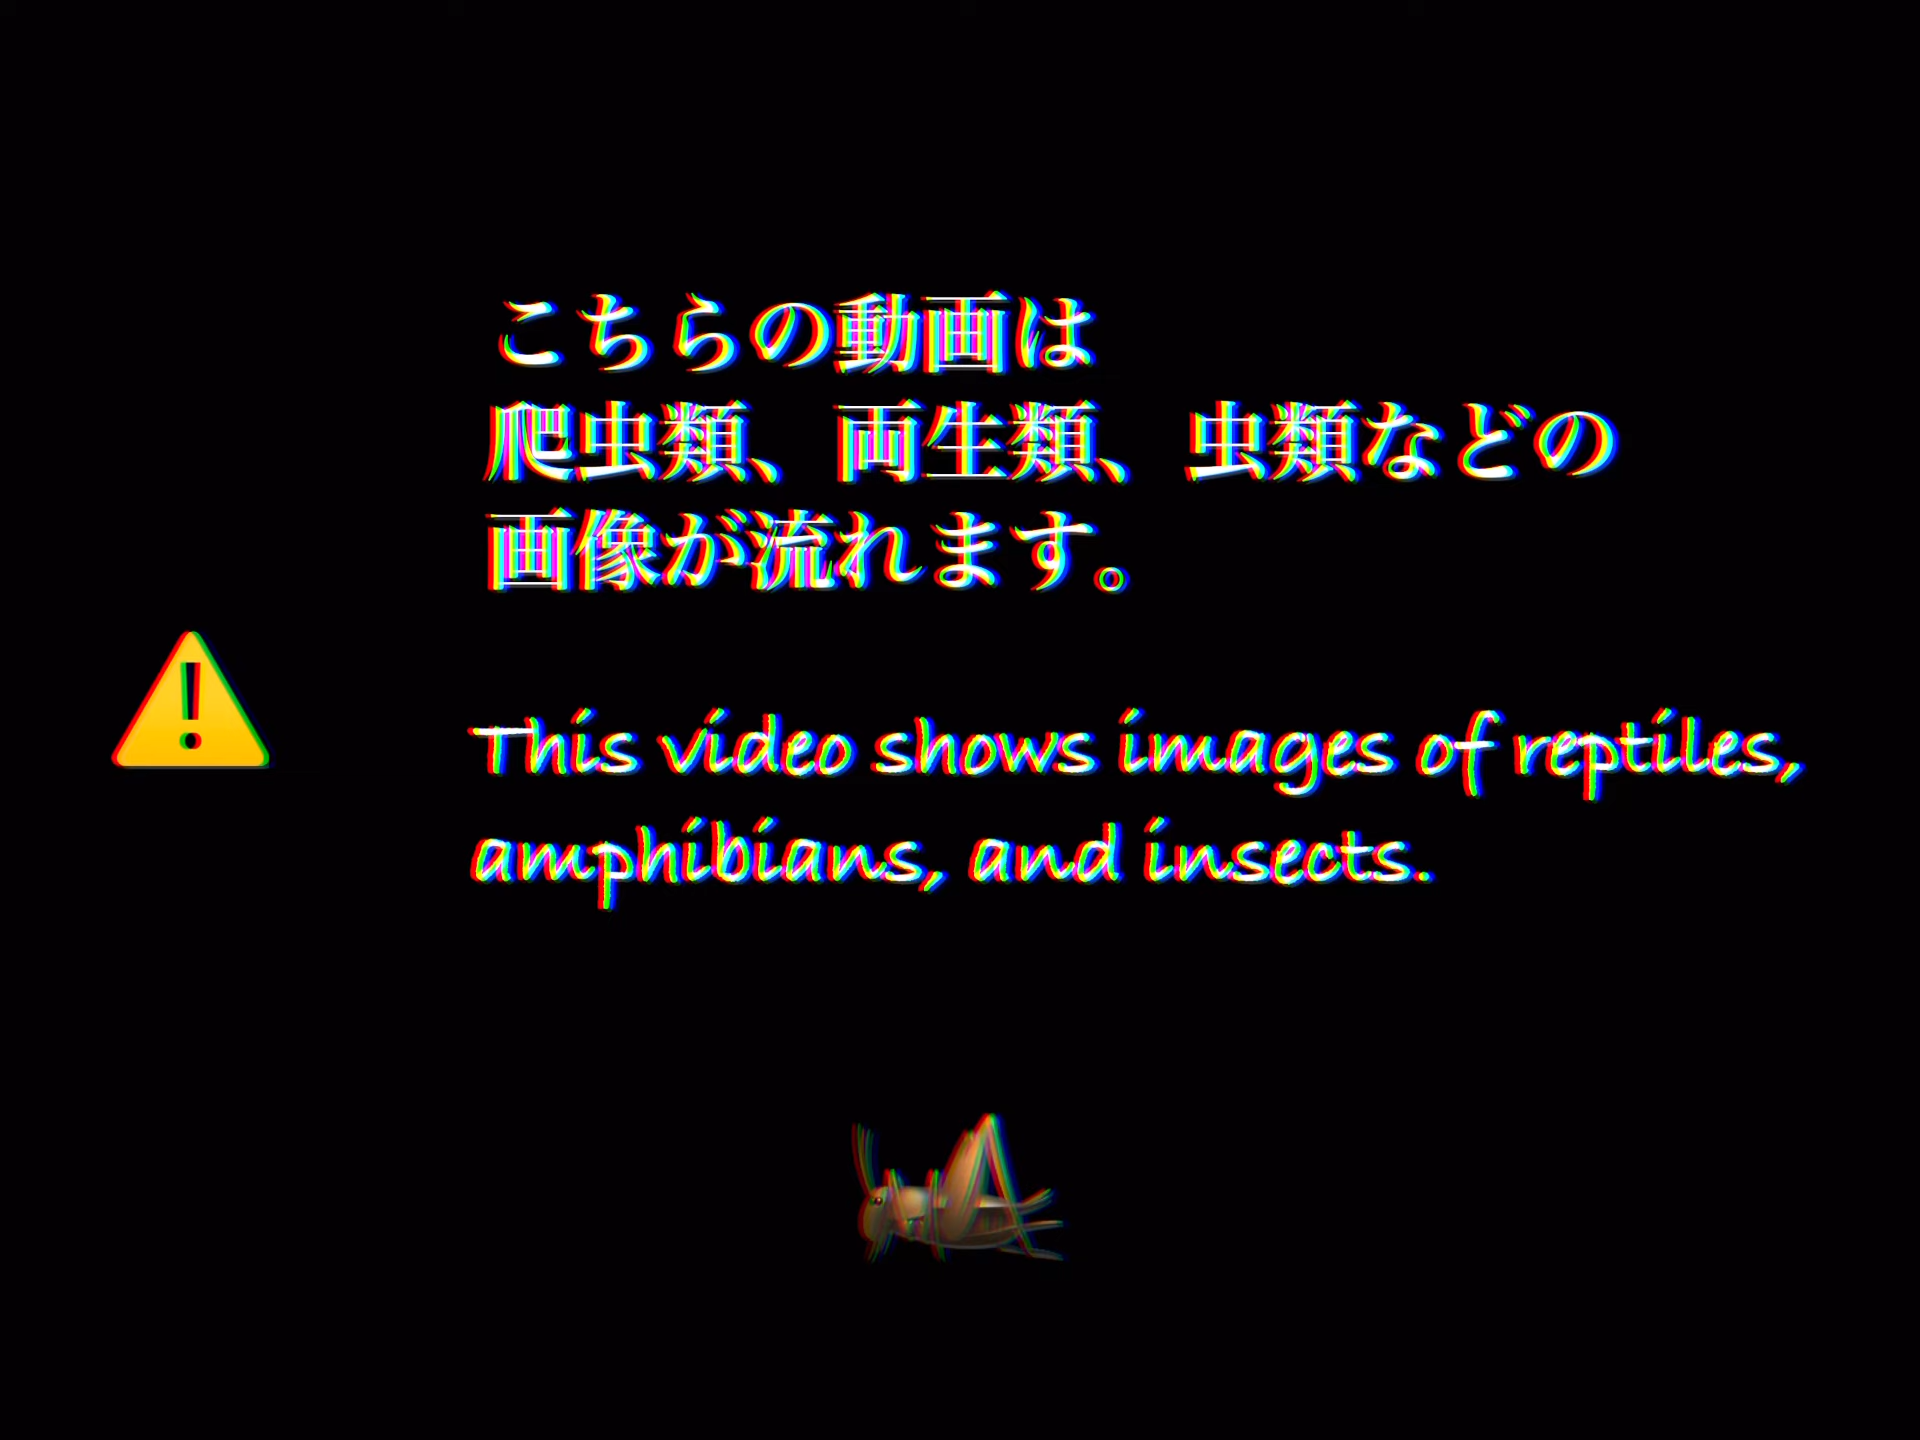 こちらの動画は
爬虫類、両生類、虫類などの
画像が流れます。
This video shows images of reptiles,
amphibians, and insects.